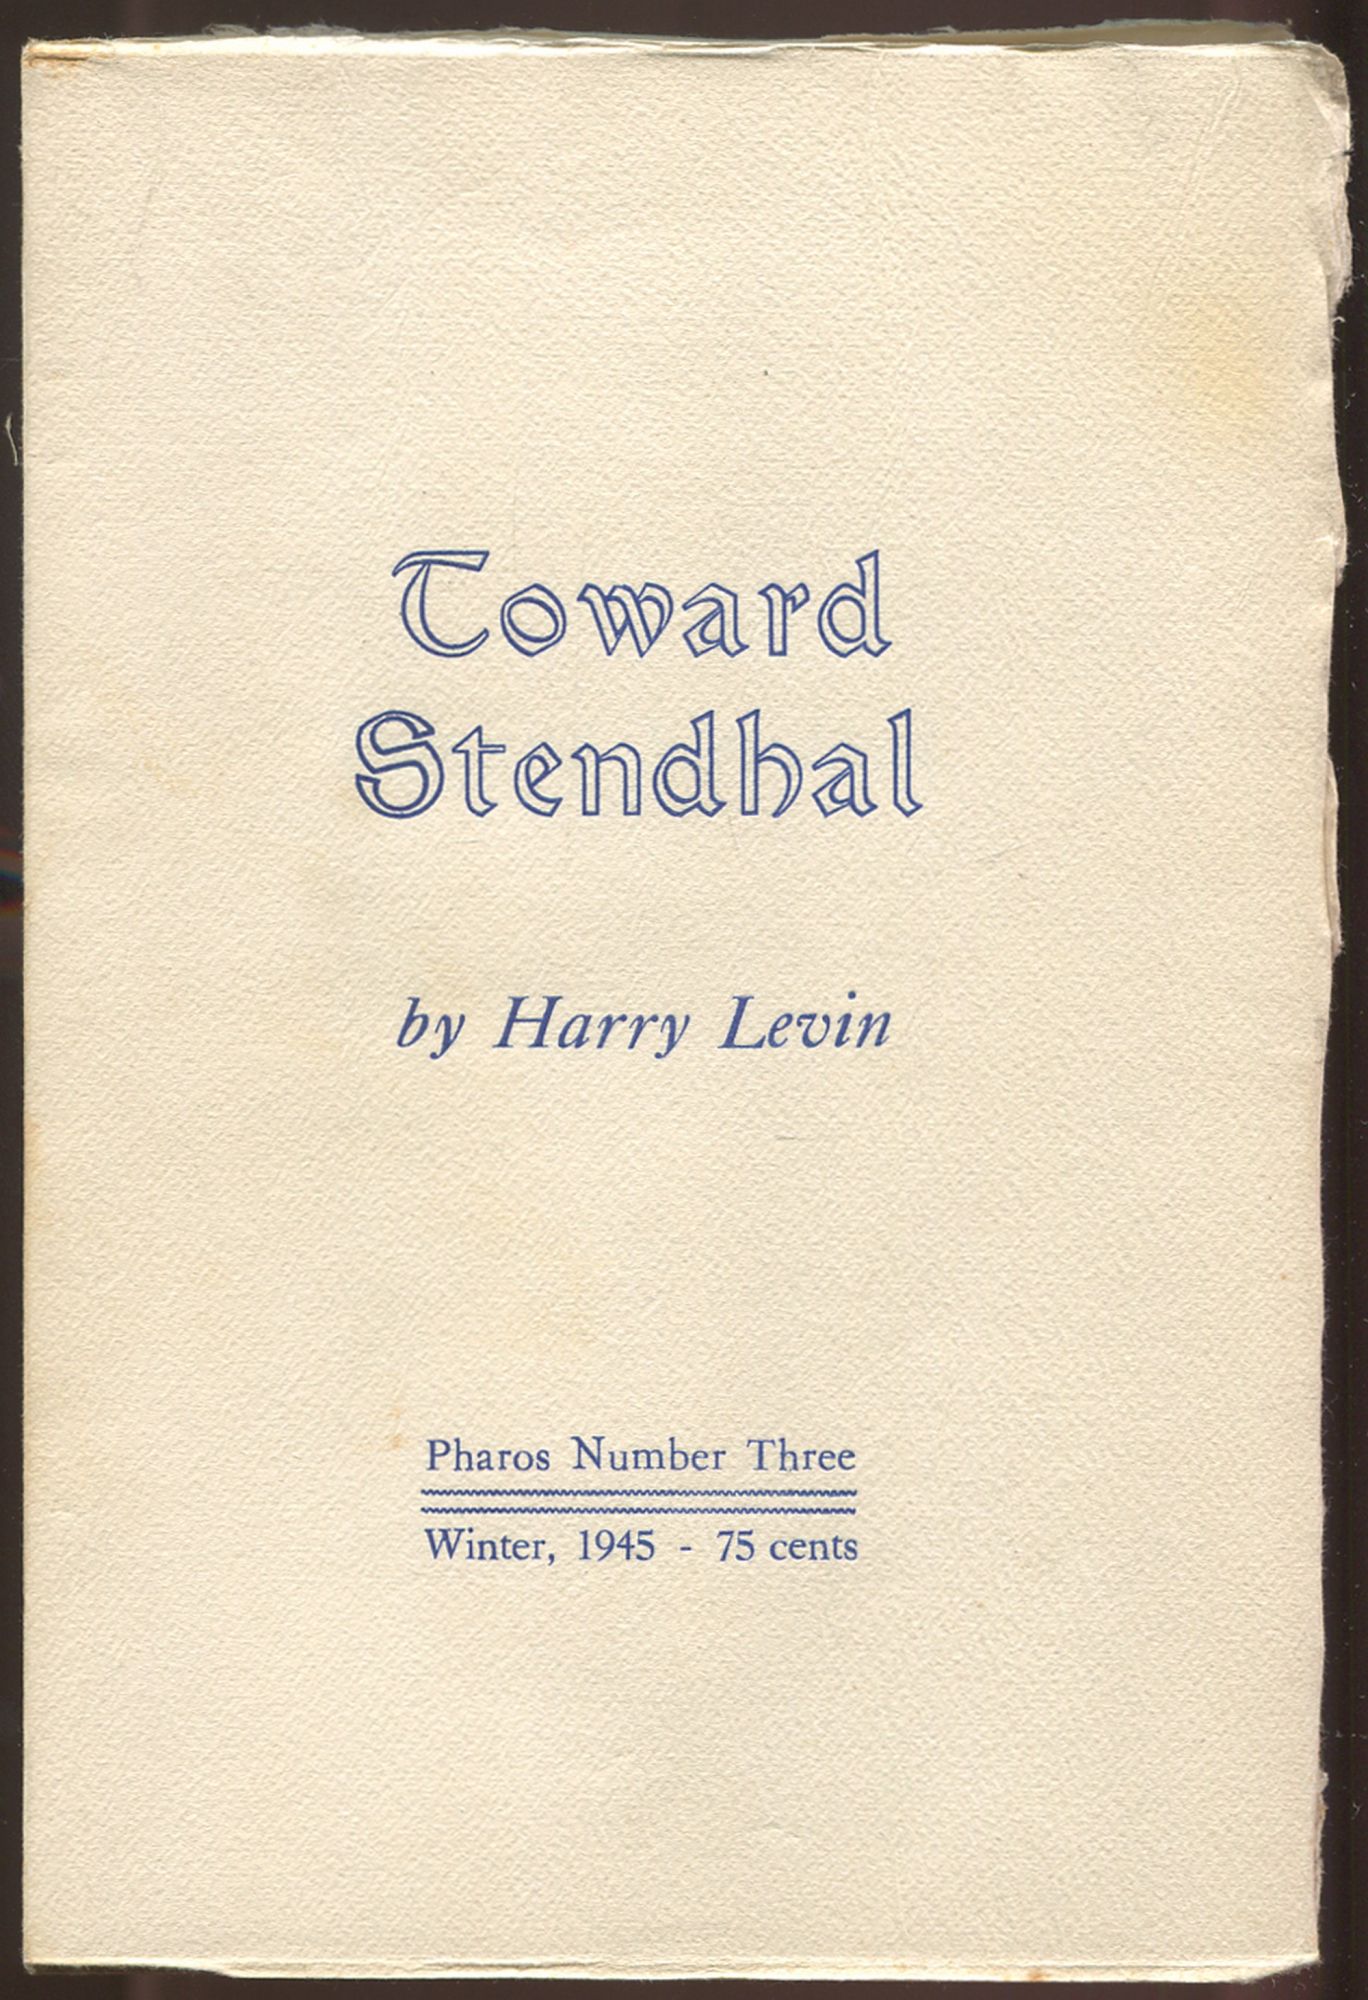 Toward
Stendhal
by Harry Levin
Pharos Number Three
Winter, 1945 - 75 cents